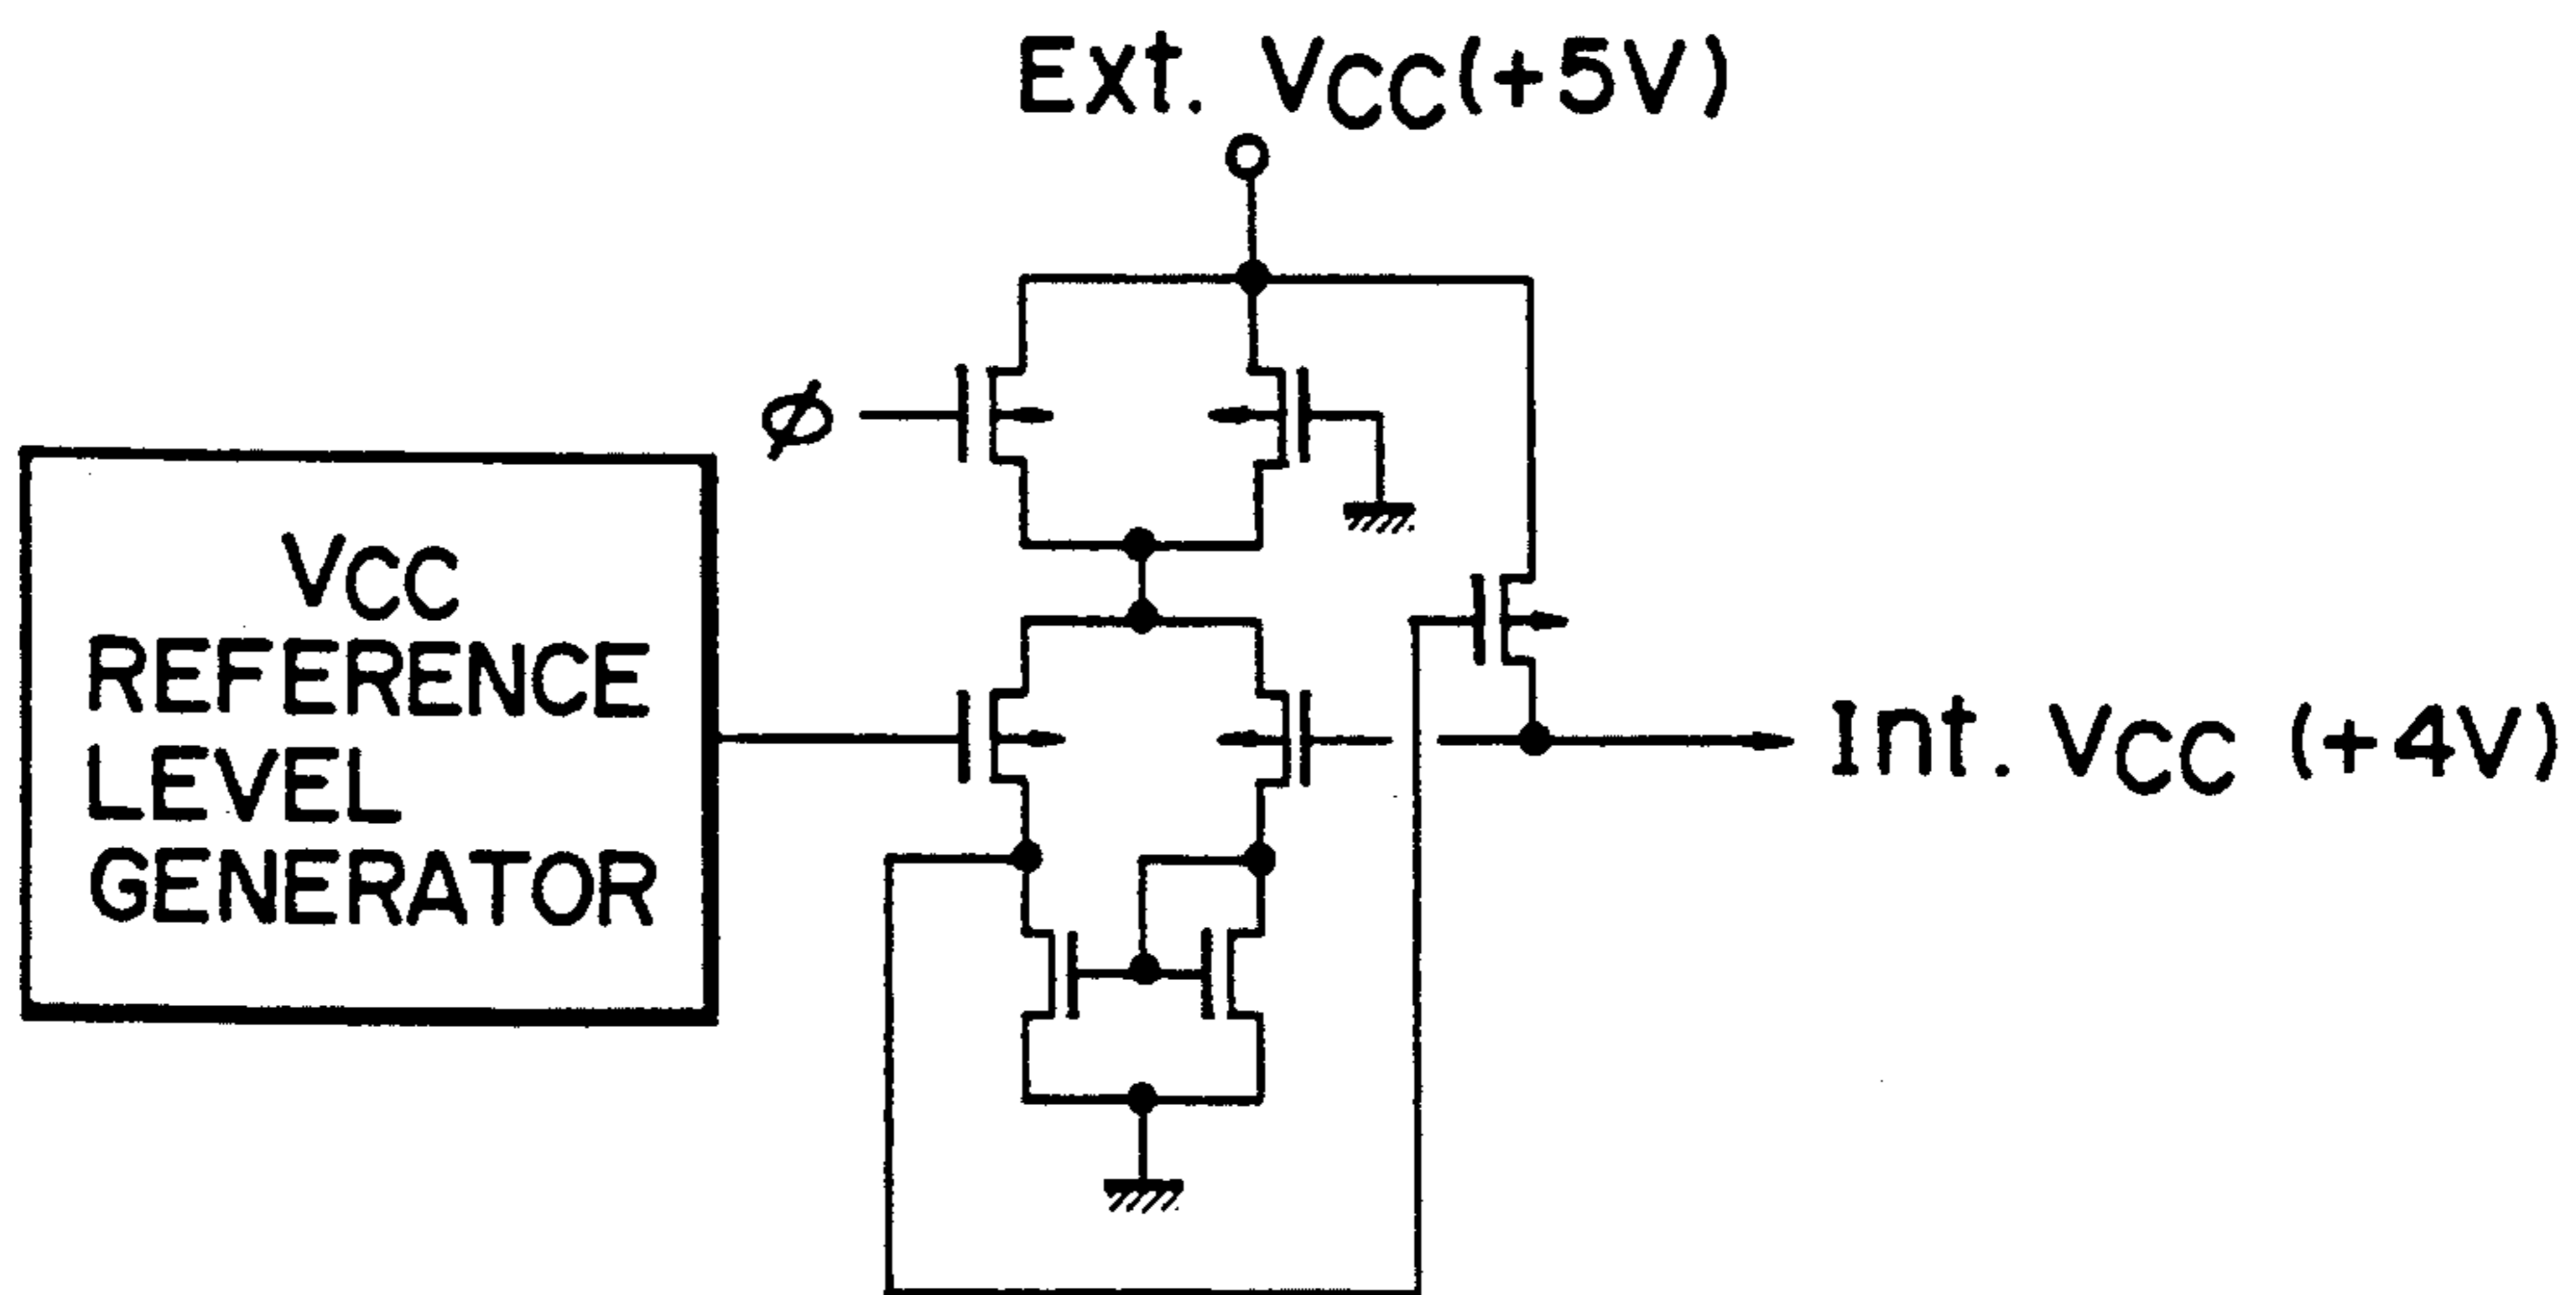 Ext. VCC(+5V)
ϕ
VCC
REFERENCE
LEVEL
GENERATOR
Int. VCC (+4V)